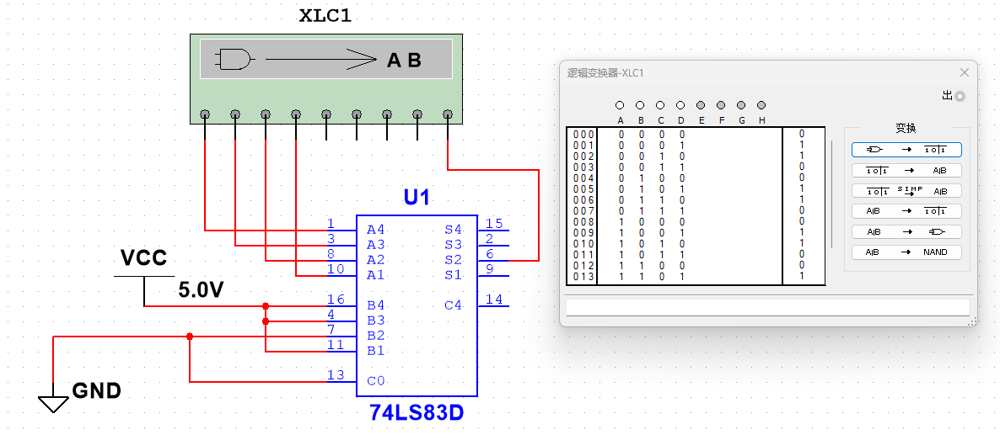 XLC1
A B
U1
1 A4 S4 15
3 A3 S3 2
8 A2 S2 6
10 A1 S1 9
16 B4 C4 14
4 B3
7 B2
11 B1
13 C0
74LS83D
VCC
5.0V
GND
逻辑变换器-XLC1
出
A B C D E F G H
000 0 0 0 0 0
001 0 0 0 1 1
002 0 0 1 0 1
003 0 0 1 1 0
004 0 1 0 0 0
005 0 1 0 1 1
006 0 1 1 0 1
007 0 1 1 1 0
008 1 0 0 0 0
009 1 0 0 1 1
010 1 0 1 0 1
011 1 0 1 1 0
012 1 1 0 0 0
013 1 1 0 1 1
变换
→ 1 0 1
1 0 1 → A|B
1 0 1 SIMP → A|B
A|B → 1 0 1
A|B →
A|B → NAND